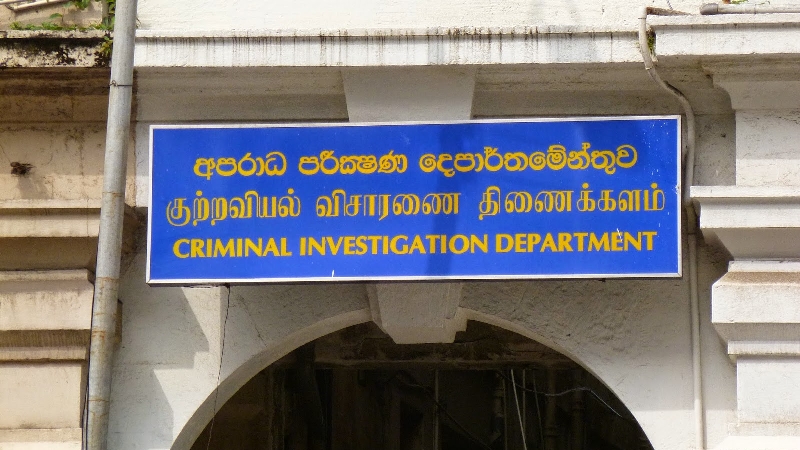 අපරාධ පරීක්ෂණ දෙපාර්තමේන්තුව
குற்றவியல் விசாரணை திணைக்களம்
CRIMINAL INVESTIGATION DEPARTMENT